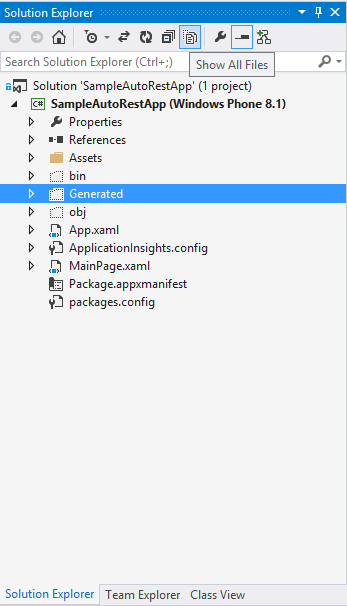 Solution Explorer
Search Solution Explorer (Ctrl+;)
Show All Files
Solution 'SampleAutoRestApp' (1 project)
C# SampleAutoRestApp (Windows Phone 8.1)
Properties
References
Assets
bin
Generated
obj
App.xaml
ApplicationInsights.config
MainPage.xaml
Package.appxmanifest
packages.config
Solution Explorer Team Explorer Class View